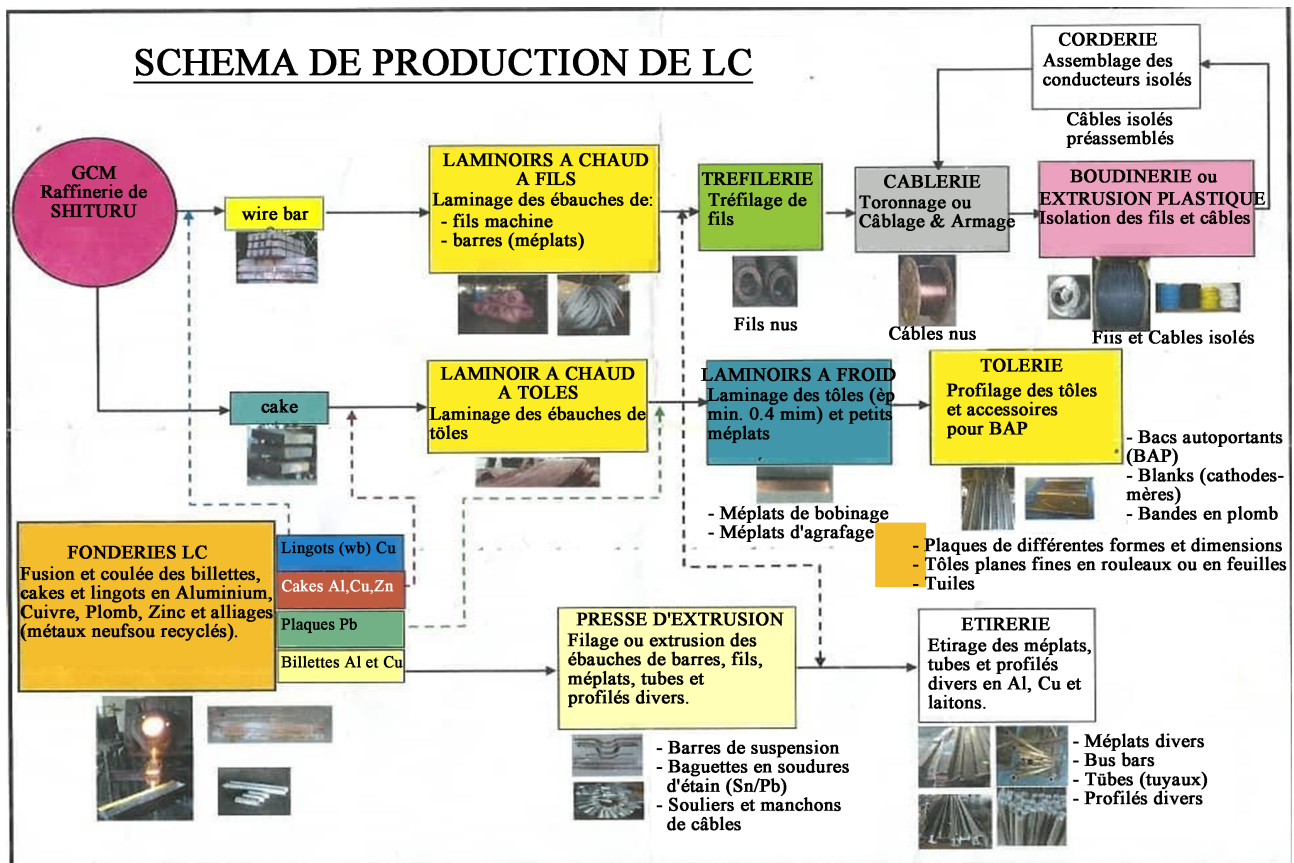 SCHEMA DE PRODUCTION DE LC
CORDERIE
Assemblage des
conducteurs isolés
Câbles isolés
préassemblés
GCM
Raffinerie de
SHITURU
wire bar
LAMINOIRS A CHAUD
A FILS
Laminage des ébauches de:
- fils machine
- barres (méplats)
TREFILERIE
Tréfilage de
fils
Fils nus
CABLERIE
Toronnage ou
Câblage & Armage
Cábles nus
BOUDINERIE ou
EXTRUSION PLASTIQUE
Isolation des fils et câbles
Fiis et Cables isolés
cake
LAMINOIR A CHAUD
A TOLES
Laminage des ébauches de
töles
LAMINOIRS A FROID
Laminage des tôles (èp
min. 0.4 mim) et petits
méplats
- Méplats de bobinage
- Méplats d'agrafage
TOLERIE
Profilage des tôles
et accessoires
pour BAP
- Bacs autoportants
(BAP)
- Blanks (cathodes-
mères)
- Bandes en plomb
- Plaques de différentes formes et dimensions
- Tôles planes fines en rouleaux ou en feuilles
- Tuiles
FONDERIES LC
Fusion et coulée des billettes,
cakes et lingots en Aluminium,
Cuivre, Plomb, Zinc et alliages
(métaux neufsou recyclés).
Lingots (wb) Cu
Cakes Al,Cu,Zn
Plaques Pb
Billettes Al et Cu
PRESSE D'EXTRUSION
Filage ou extrusion des
ébauches de barres, fils,
méplats, tubes et
profilés divers.
- Barres de suspension
- Baguettes en soudures
d'étain (Sn/Pb)
- Souliers et manchons
de câbles
ETIRERIE
Etirage des méplats,
tubes et profilés
divers en Al, Cu et
laitons.
- Méplats divers
- Bus bars
- Tübes (tuyaux)
- Profilés divers